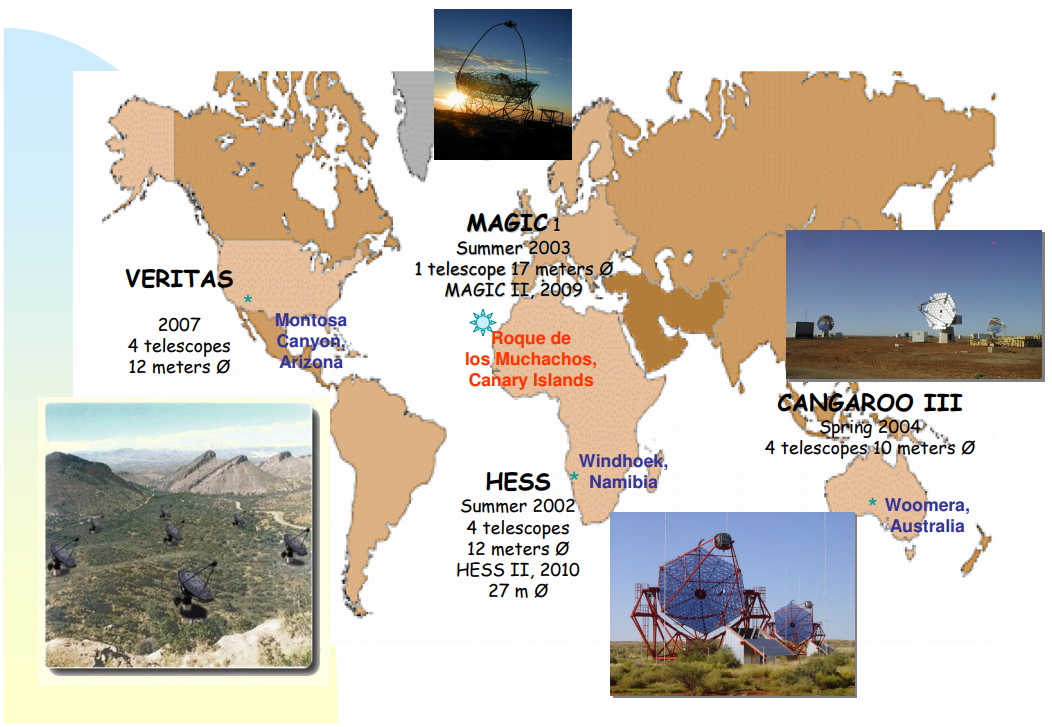 MAGIC 1
Summer 2003
1 telescope 17 meters Ø
MAGIC II, 2009
Roque de
los Muchachos,
Canary Islands
VERITAS
2007
4 telescopes
12 meters Ø
Montosa
Canyon,
Arizona
CANGAROO III
Spring 2004
4 telescopes 10 meters Ø
Woomera,
Australia
HESS
Summer 2002
4 telescopes
12 meters Ø
HESS II, 2010
27 m Ø
Windhoek,
Namibia